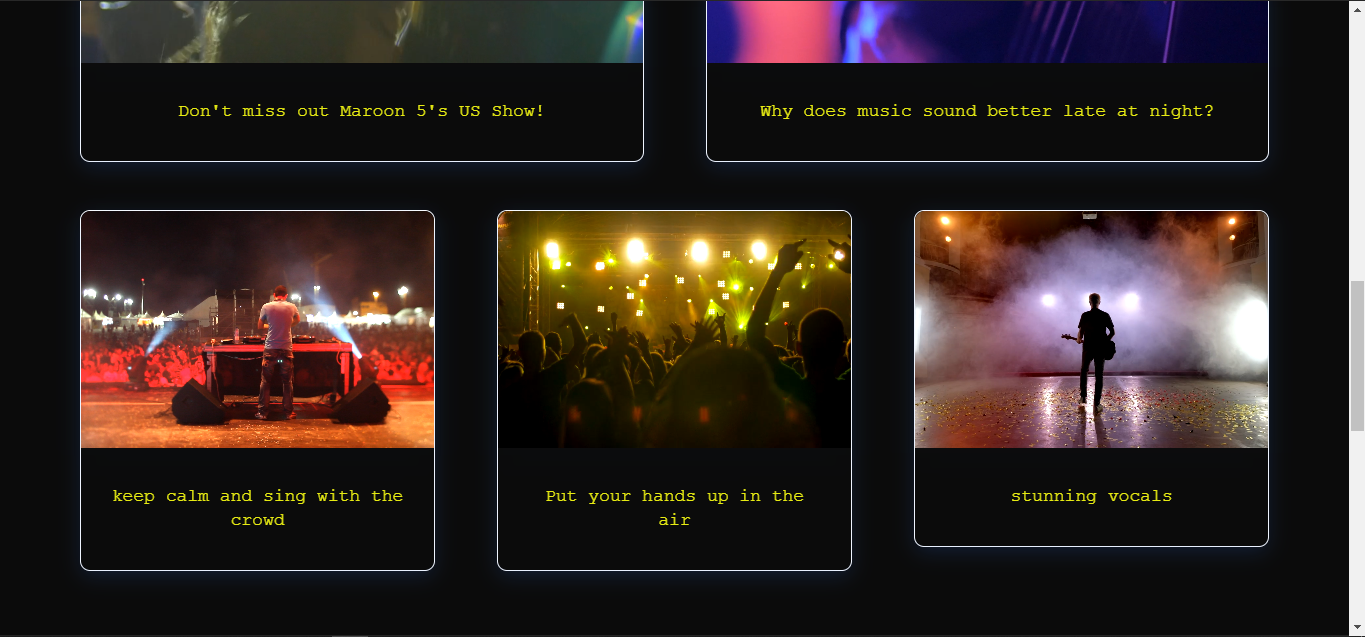 Don't miss out Maroon 5's US Show!
Why does music sound better late at night?
keep calm and sing with the
crowd
Put your hands up in the
air
stunning vocals